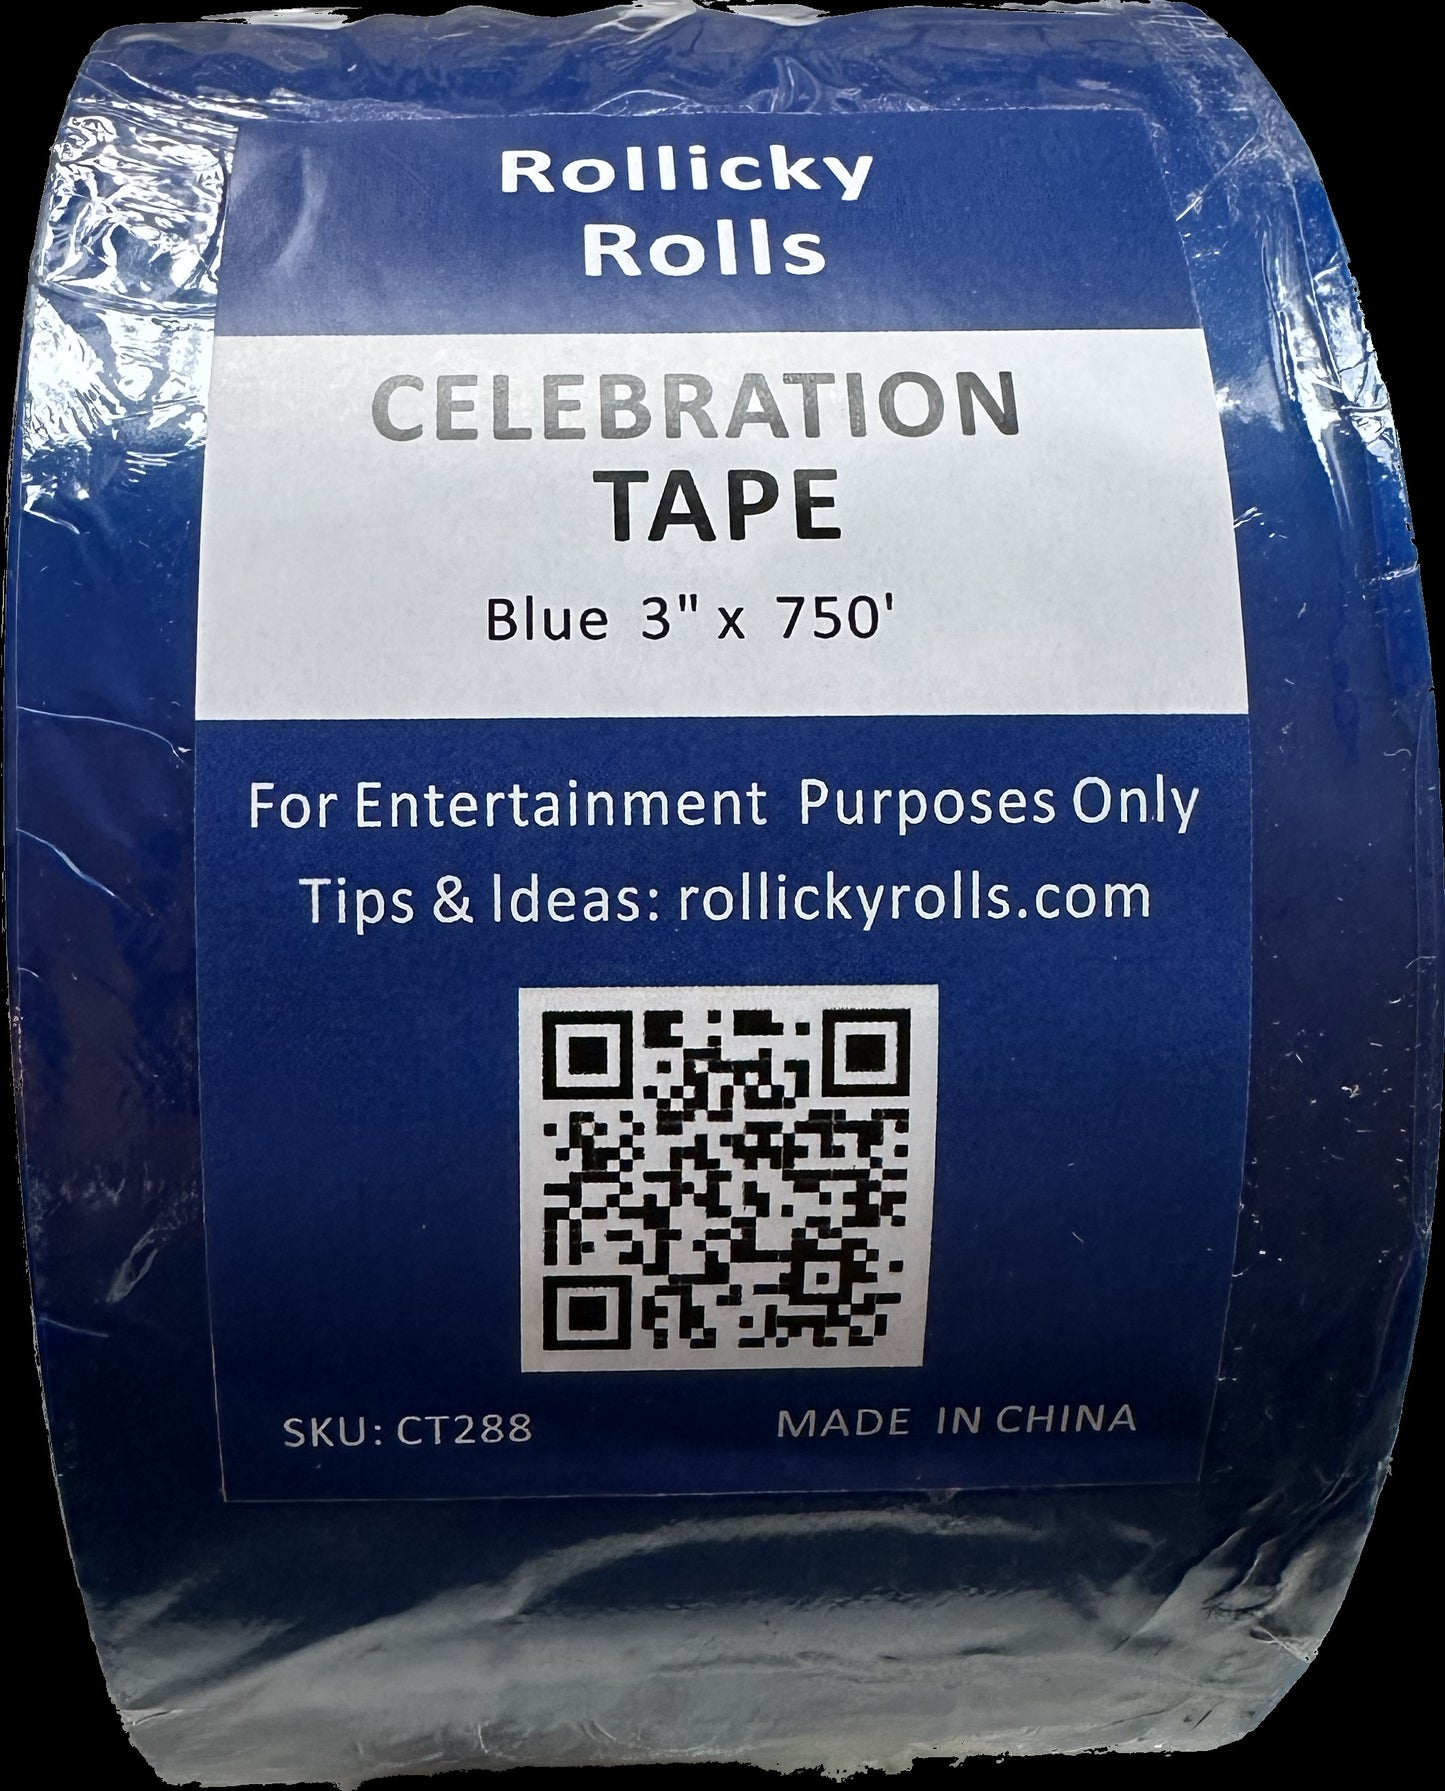 Rollicky
Rolls
CELEBRATION
TAPE
Blue 3" x 750'
For Entertainment Purposes Only
Tips & Ideas: rollickyrolls.com
SKU: CT288
MADE IN CHINA